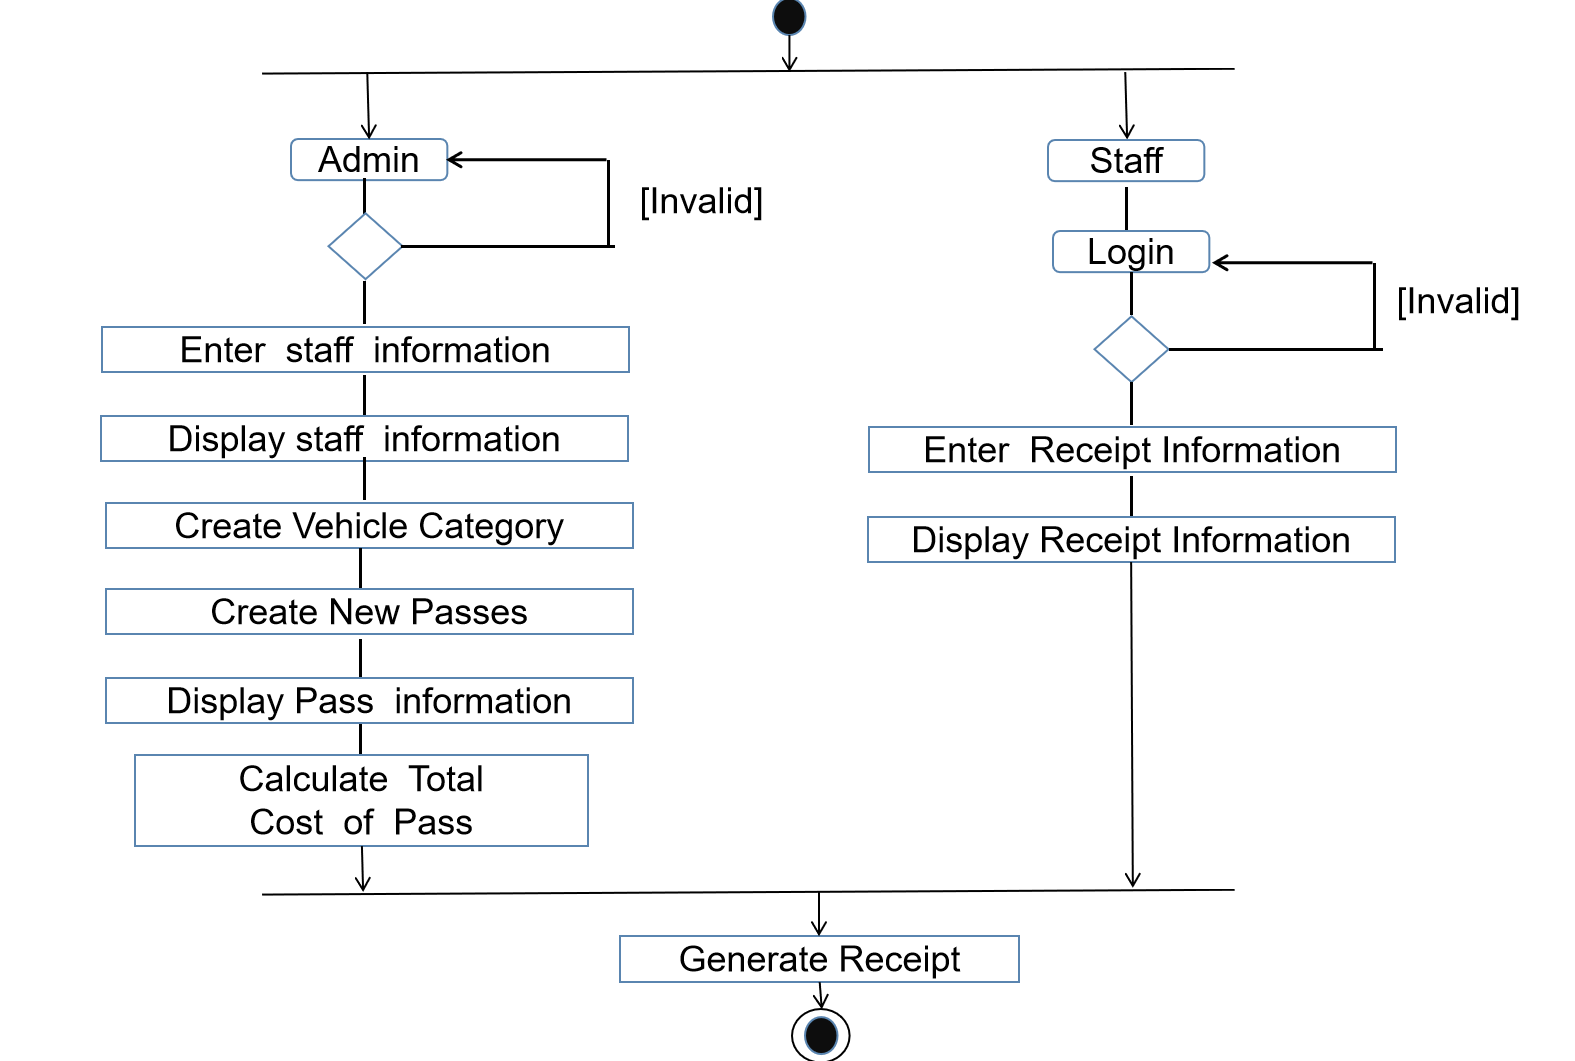 Admin
[Invalid]
Enter staff information
Display staff information
Create Vehicle Category
Create New Passes
Display Pass information
Calculate Total
Cost of Pass
Staff
Login
[Invalid]
Enter Receipt Information
Display Receipt Information
Generate Receipt